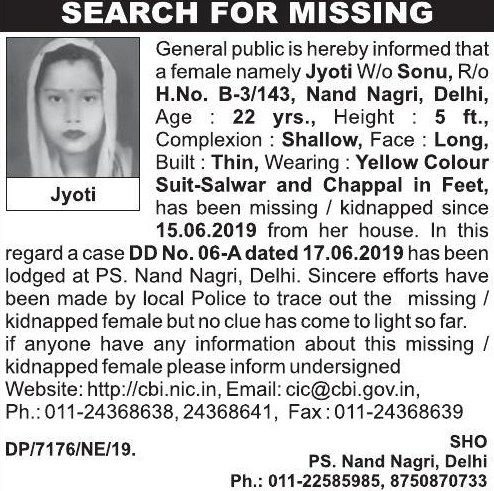 SEARCH FOR MISSING
Jyoti
General public is hereby informed that
a female namely Jyoti W/o Sonu, R/o
H.No. B-3/143, Nand Nagri, Delhi,
Age : 22 yrs., Height : 5 ft.,
Complexion : Shallow, Face : Long,
Built : Thin, Wearing : Yellow Colour
Suit-Salwar and Chappal in Feet,
has been missing / kidnapped since
15.06.2019 from her house. In this
regard a case DD No. 06-A dated 17.06.2019 has been
lodged at PS. Nand Nagri, Delhi. Sincere efforts have
been made by local Police to trace out the missing /
kidnapped female but no clue has come to light so far.
if anyone have any information about this missing /
kidnapped female please inform undersigned
Website: http://cbi.nic.in, Email: cic@cbi.gov.in,
Ph.: 011-24368638, 24368641, Fax : 011-24368639
SHO
DP/7176/NE/19.
PS. Nand Nagri, Delhi
Ph.: 011-22585985, 8750870733